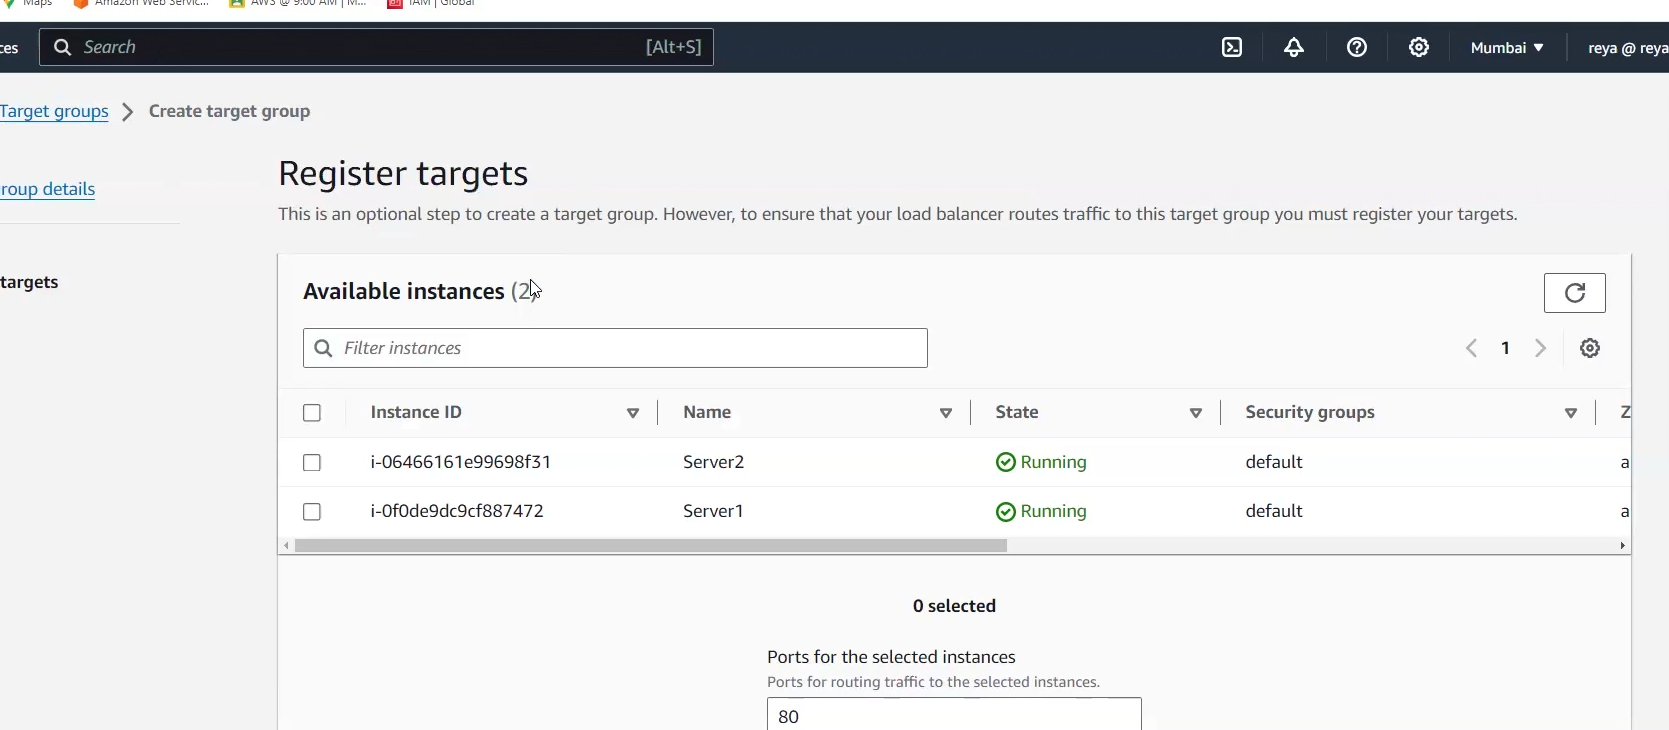 Maps Amazon Web Servic... AWS @ 9:00 AM | M... IAM | Global
ces Search [Alt+S] Mumbai reya @ reya
Target groups Create target group
roup details
targets
Register targets
This is an optional step to create a target group. However, to ensure that your load balancer routes traffic to this target group you must register your targets.
Available instances (2)
Filter instances
1
Instance ID Name State Security groups Z
i-06466161e99698f31 Server2 Running default a
i-0f0de9dc9cf887472 Server1 Running default a
0 selected
Ports for the selected instances
Ports for routing traffic to the selected instances.
80